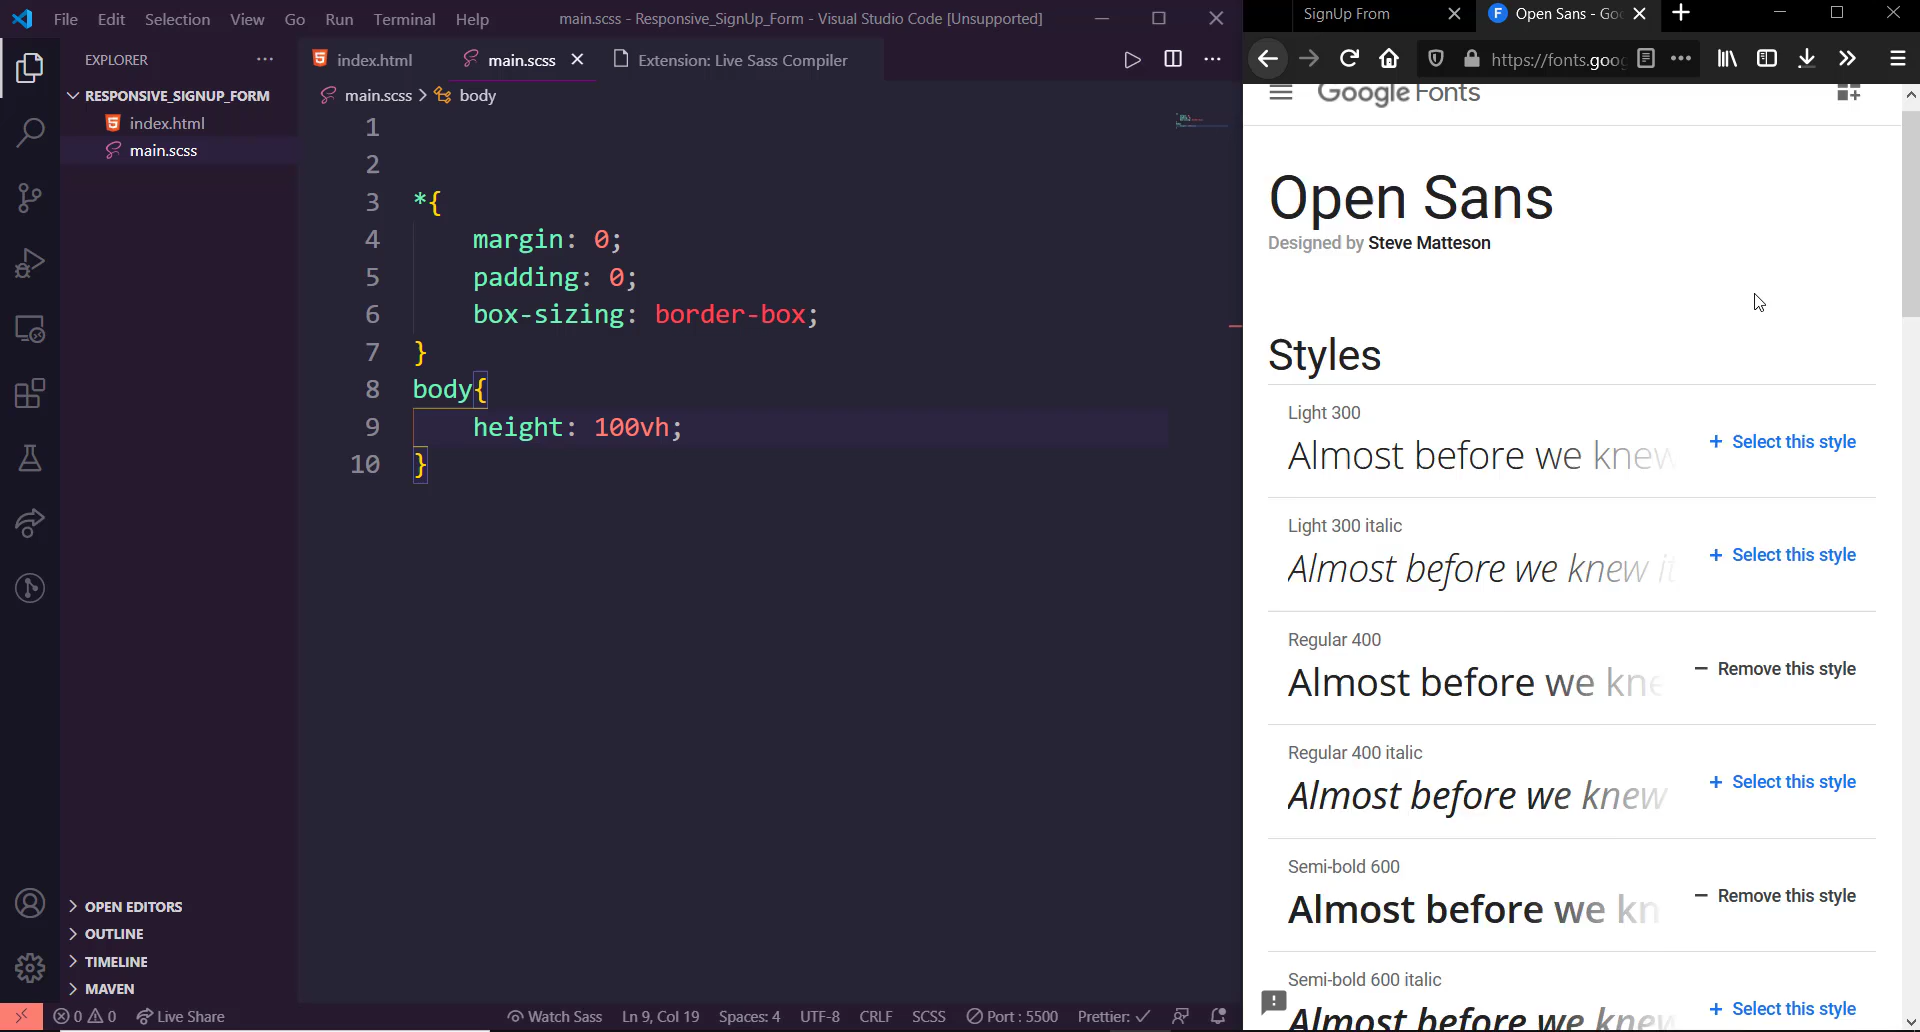 File Edit Selection View Go Run Terminal Help
main.scss - Responsive_SignUp_Form - Visual Studio Code [Unsupported]
EXPLORER
RESPONSIVE_SIGNUP_FORM
index.html
main.scss
OPEN EDITORS
OUTLINE
TIMELINE
MAVEN
index.html
main.scss
Extension: Live Sass Compiler
main.scss > body
1
2
3 *{
4 margin: 0;
5 padding: 0;
6 box-sizing: border-box;
7 }
8 body{
9 height: 100vh;
10 }
0 0 Live Share
Watch Sass Ln 9, Col 19 Spaces: 4 UTF-8 CRLF SCSS Port : 5500 Prettier: ✓
SignUp From
Open Sans - Goo
https://fonts.goog
Google Fonts
Open Sans
Designed by Steve Matteson
Styles
Light 300
Almost before we knew
+ Select this style
Light 300 italic
Almost before we knew it
+ Select this style
Regular 400
Almost before we kne
− Remove this style
Regular 400 italic
Almost before we knew
+ Select this style
Semi-bold 600
Almost before we kn
− Remove this style
Semi-bold 600 italic
Almost before we knew
+ Select this style